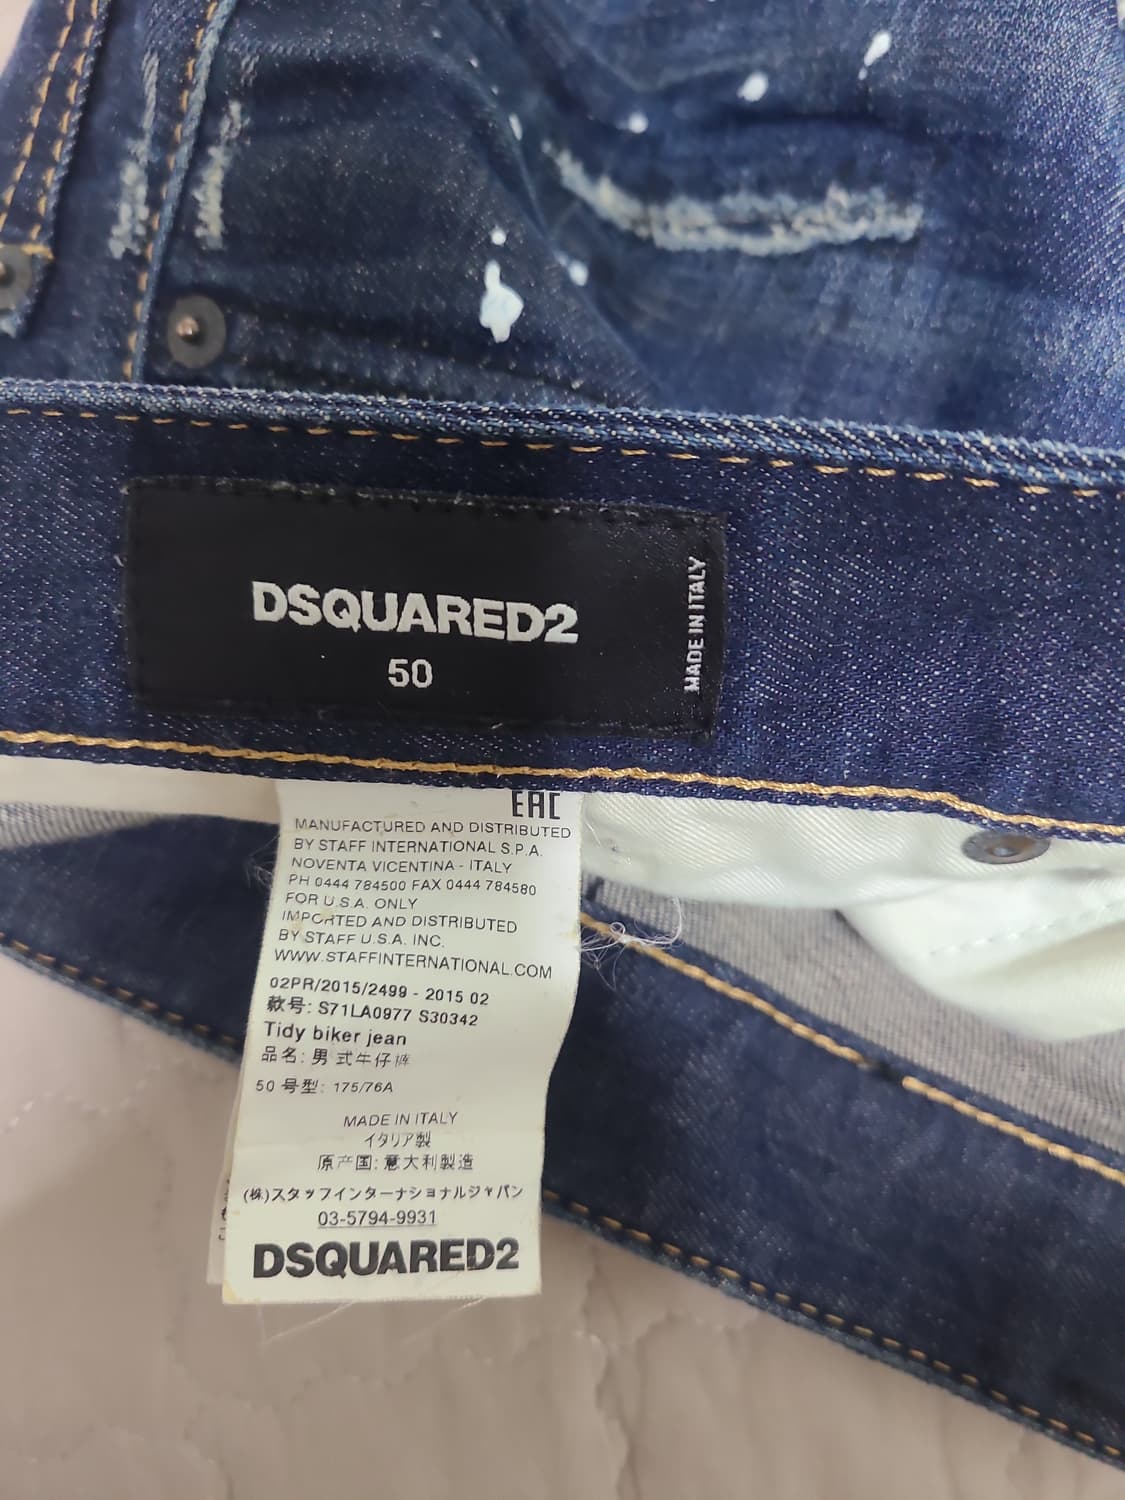 DSQUARED2
50
MADE IN ITALY
EAC
MANUFACTURED AND DISTRIBUTED
BY STAFF INTERNATIONAL S.P.A.
NOVENTA VICENTINA - ITALY
PH 0444 784500 FAX 0444 784580
FOR U.S.A. ONLY
IMPORTED AND DISTRIBUTED
BY STAFF U.S.A. INC.
WWW.STAFFINTERNATIONAL.COM
02PR/2015/2499 - 2015 02
款号: S71LA0977 S30342
Tidy biker jean
品名: 男式牛仔裤
50 号型: 175/76A
MADE IN ITALY
イタリア製
原产国: 意大利製造
(株)スタッフインターナショナルジャパン
03-5794-9931
DSQUARED2